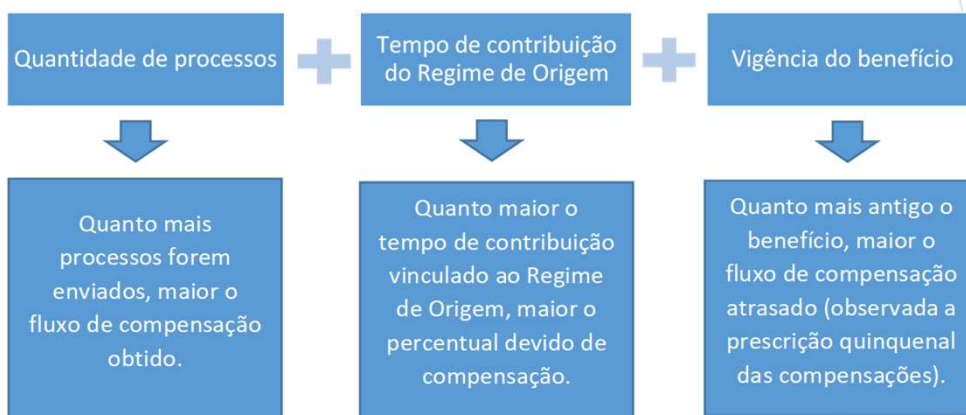 Quantidade de processos
Tempo de contribuição
do Regime de Origem
Vigência do benefício
Quanto mais
processos forem
enviados, maior o
fluxo de compensação
obtido.
Quanto maior o
tempo de contribuição
vinculado ao Regime
de Origem, maior o
percentual devido de
compensação.
Quanto mais antigo o
benefício, maior o
fluxo de compensação
atrasado (observada a
prescrição quinquenal
das compensações).